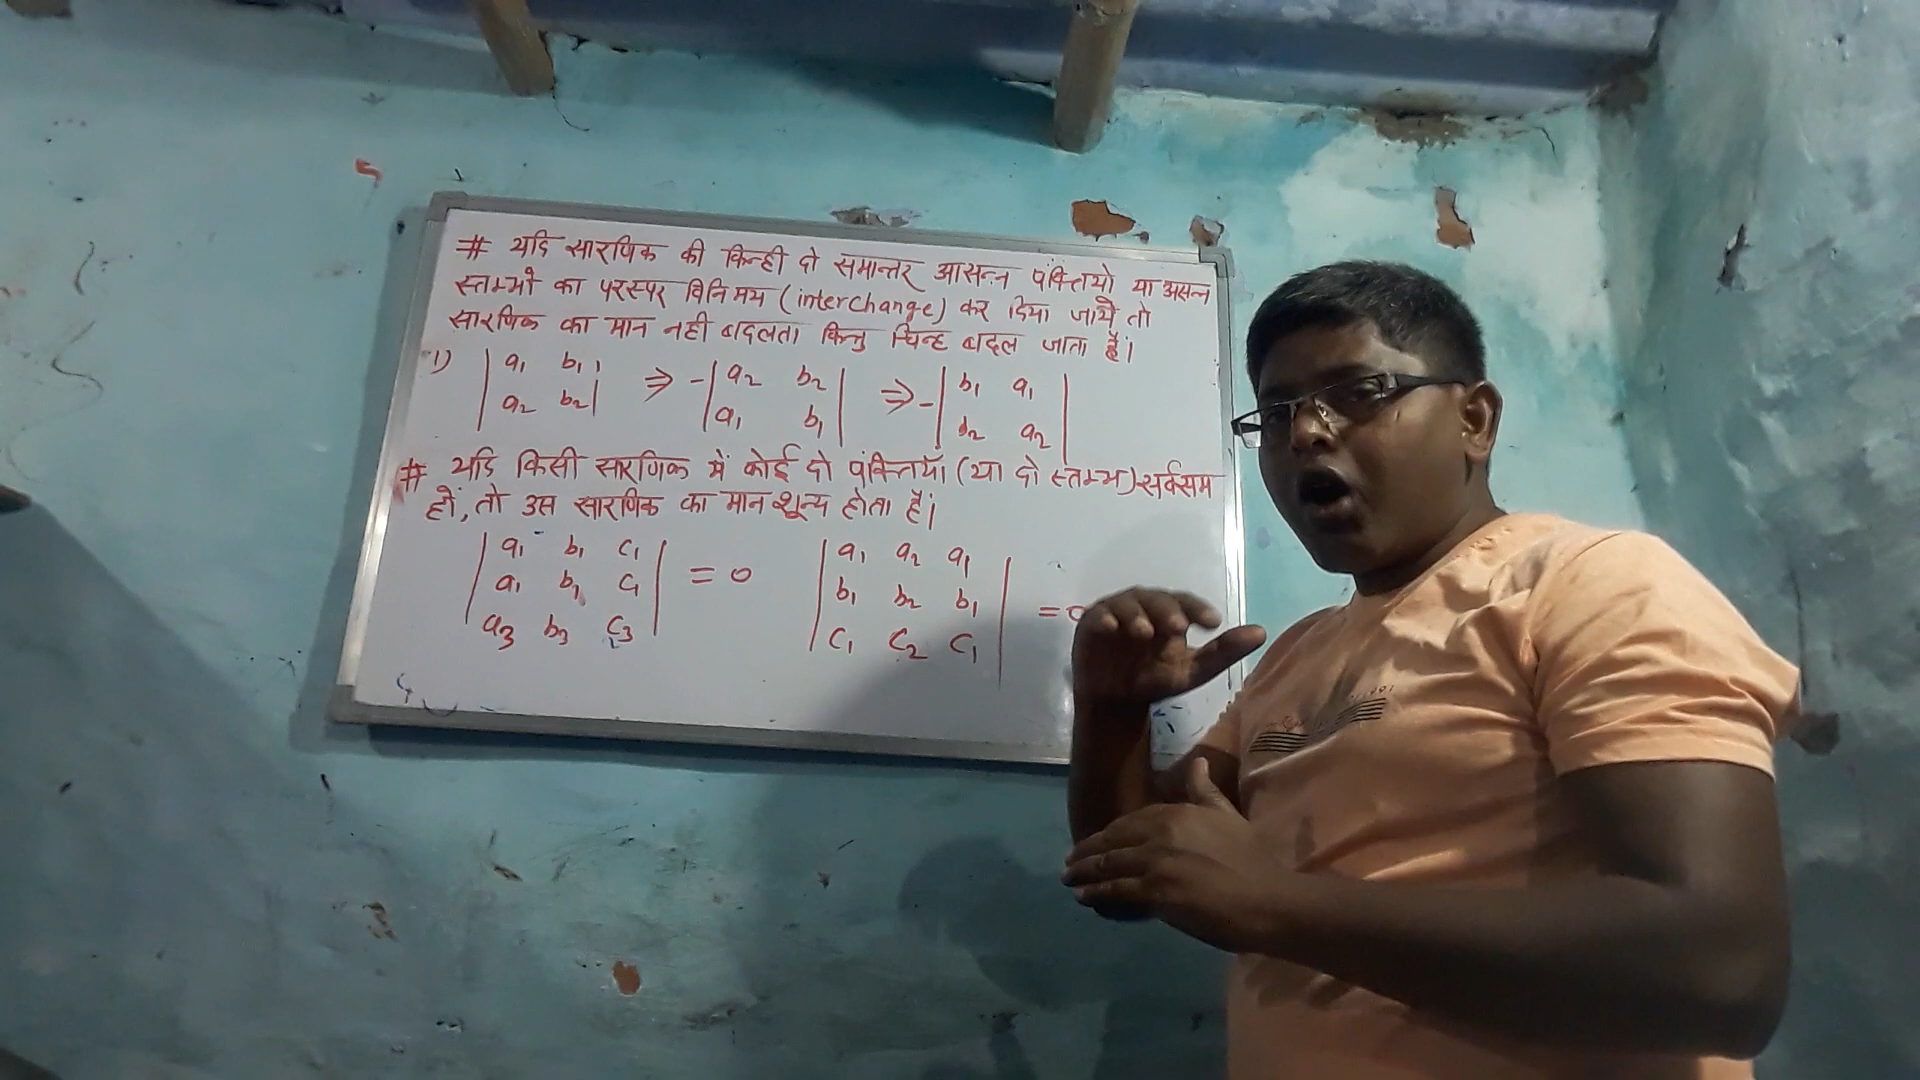 # यदि सारणिक की किन्ही दो समान्तर आसन्न पंक्तियो या असन्न
स्तम्भों का परस्पर विनिमय (interchange) कर दिया जाये तो
सारणिक का मान नही बदलता किन्तु चिन्ह बदल जाता है।
1) | a₁ b₁ | ⇒ -| a₂ b₂ | ⇒ -| b₁ a₁ |
| a₂ b₂ | | a₁ b₁ | | b₂ a₂ |
# यदि किसी सारणिक में कोई दो पंक्तियाँ (या दो स्तम्भ) सर्वसम
हों, तो उस सारणिक का मान शून्य होता है।
| a₁ b₁ c₁ | | a₁ a₂ a₁ |
| a₁ b₁ c₁ | = 0 | b₁ b₂ b₁ | = 0
| a₃ b₃ c₃ | | c₁ c₂ c₁ |